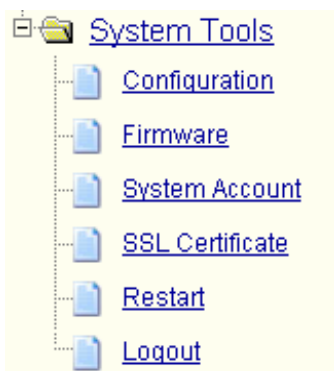 System Tools
Configuration
Firmware
System Account
SSL Certificate
Restart
Logout